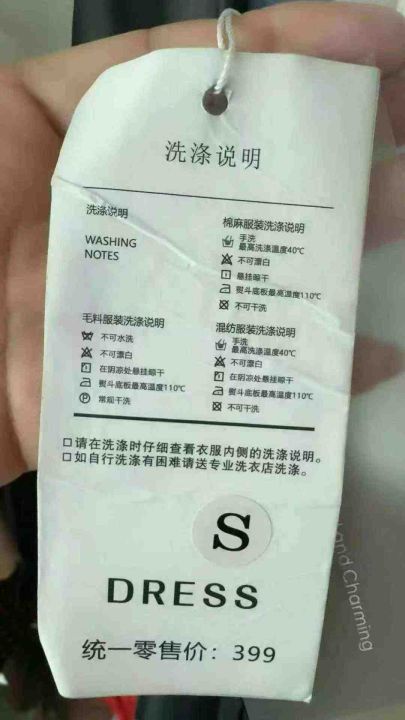 洗涤说明
洗涤说明
WASHING
NOTES
棉麻服装洗涤说明
手洗
最高洗涤温度40℃
不可漂白
悬挂晾干
熨斗底板最高温度110℃
不可干洗
毛料服装洗涤说明
不可水洗
不可漂白
在阴凉处悬挂晾干
熨斗底板最高温度110℃
常规干洗
混纺服装洗涤说明
手洗
最高洗涤温度40℃
不可漂白
在阴凉处悬挂晾干
熨斗底板最高温度110℃
不可干洗
□请在洗涤时仔细查看衣服内侧的洗涤说明。
□如自行洗涤有困难请送专业洗衣店洗涤。
S
DRESS
统一零售价：399
and Charming